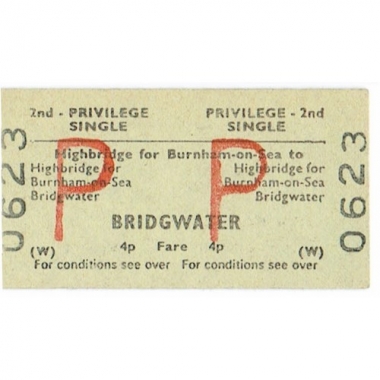 2nd - PRIVILEGE PRIVILEGE - 2nd
SINGLE SINGLE
P P
Highbridge for Burnham-on-Sea to
Highbridge for Highbridge for
Burnham-on-Sea Burnham-on-Sea
Bridgwater Bridgwater
BRIDGWATER
(W) 4p Fare 4p (W)
For conditions see over For conditions see over
0623 0623